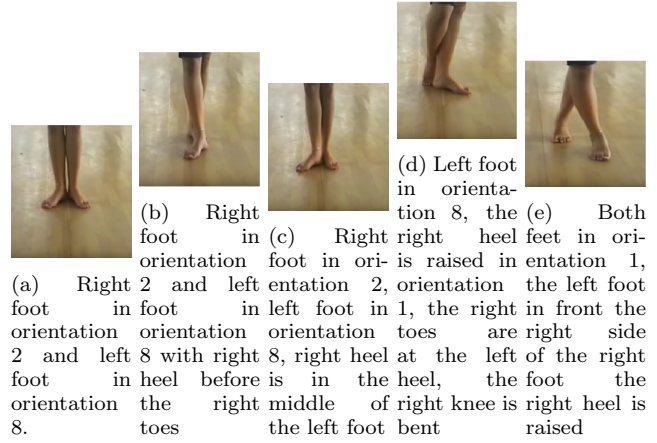 (a) Right
foot in
orientation
2 and left
foot in
orientation
8.
(b) Right
foot in
orientation
2 and left
foot in
orientation
8 with right
heel before
the right
toes
(c) Right
foot in ori-
entation 2,
left foot in
orientation
8, right heel
is in the
middle of
the left foot
(d) Left foot
in orienta-
tion 8, the
right heel
is raised in
orientation
1, the right
toes are
at the left
heel, the
right knee is
bent
(e) Both
feet in ori-
entation 1,
the left foot
in front the
right side
of the right
foot the
right heel is
raised